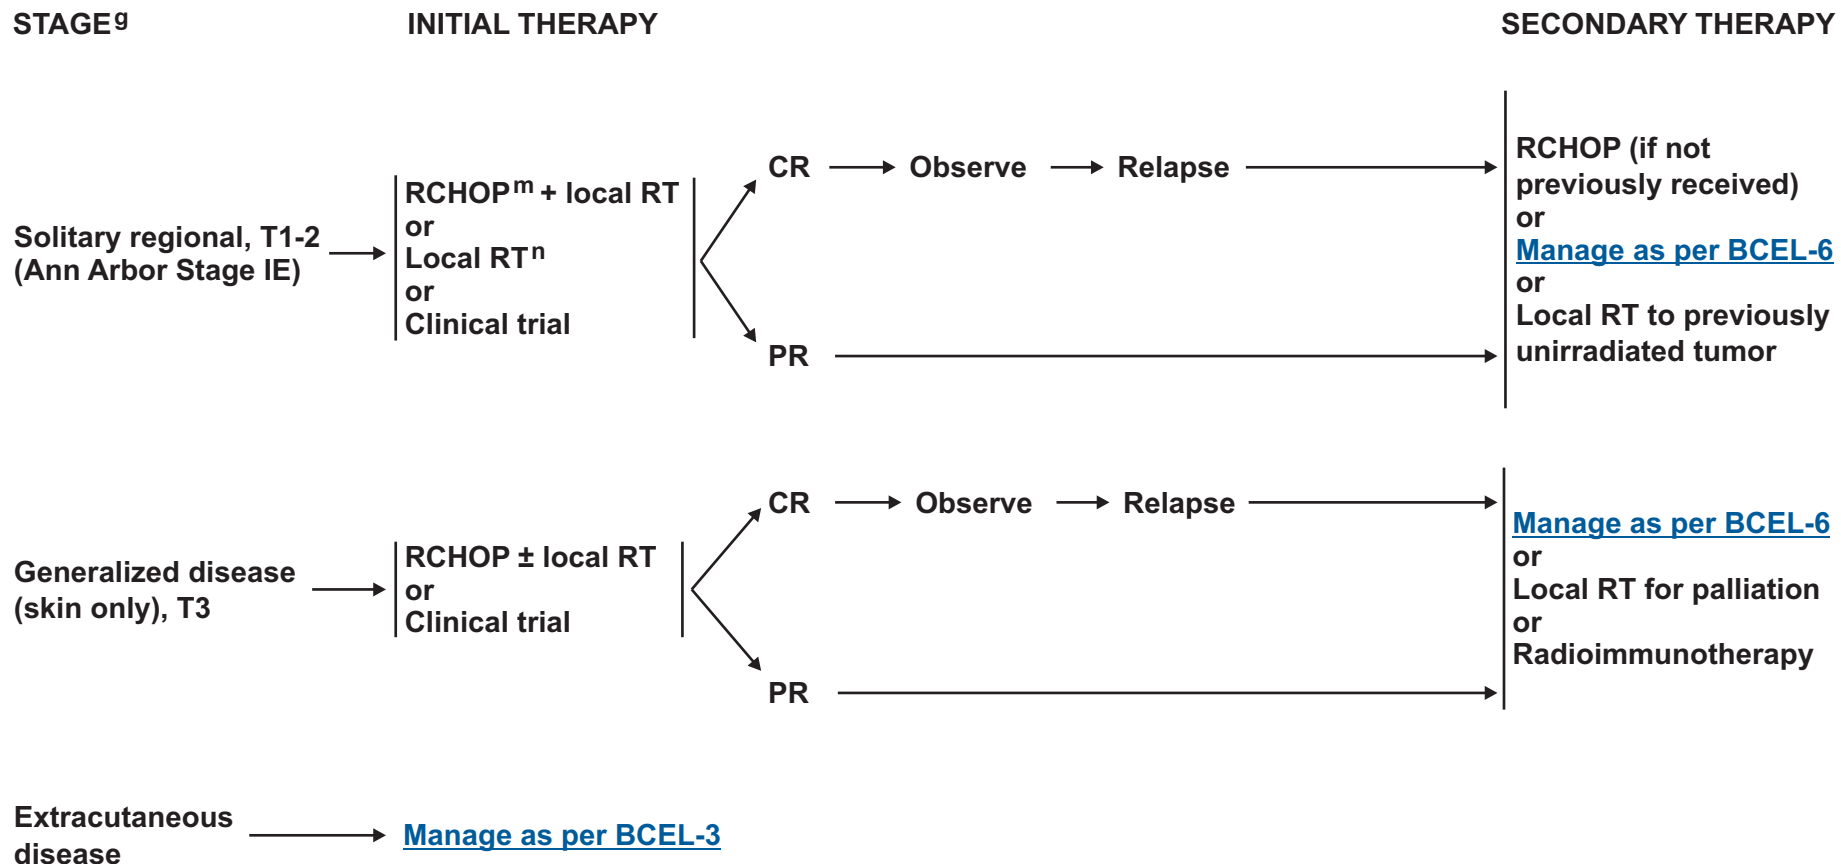 STAGEg INITIAL THERAPY SECONDARY THERAPY
Solitary regional, T1-2
(Ann Arbor Stage IE)
RCHOPm + local RT
or
Local RTn
or
Clinical trial
CR
Observe
Relapse
PR
RCHOP (if not
previously received)
or
Manage as per BCEL-6
or
Local RT to previously
unirradiated tumor
Generalized disease
(skin only), T3
RCHOP ± local RT
or
Clinical trial
CR
Observe
Relapse
PR
Manage as per BCEL-6
or
Local RT for palliation
or
Radioimmunotherapy
Extracutaneous
disease
Manage as per BCEL-3